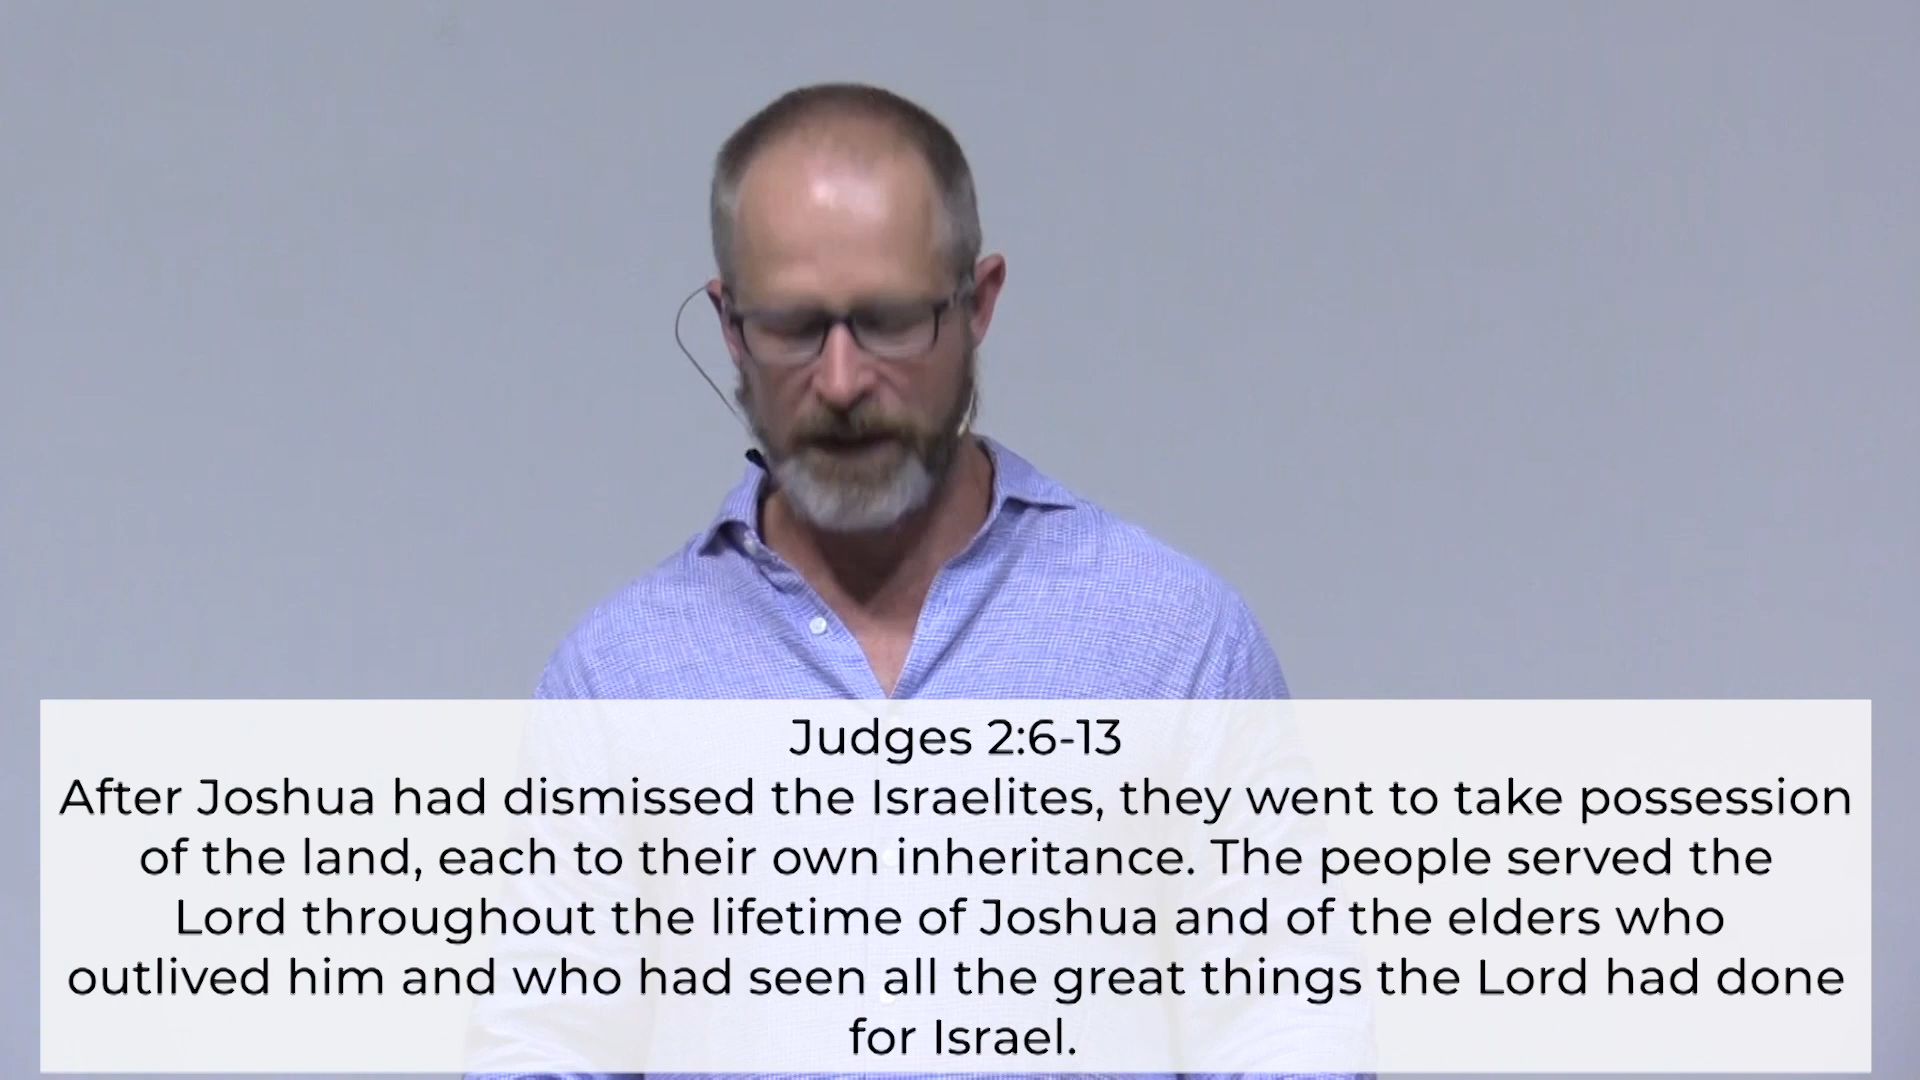 Judges 2:6-13
After Joshua had dismissed the Israelites, they went to take possession
of the land, each to their own inheritance. The people served the
Lord throughout the lifetime of Joshua and of the elders who
outlived him and who had seen all the great things the Lord had done
for Israel.